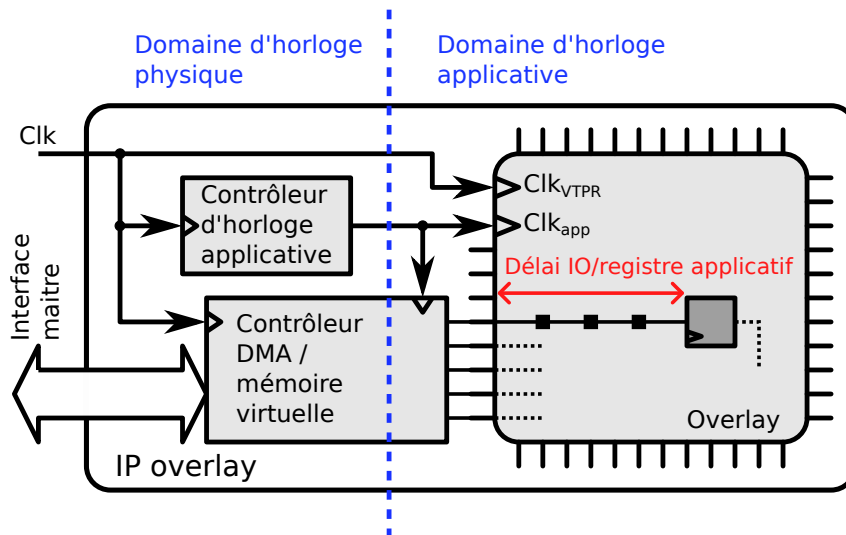 Domaine d'horloge
physique
Domaine d'horloge
applicative
Clk
Contrôleur
d'horloge
applicative
ClkVTPR
Clkapp
Délai IO/registre applicatif
Interface
maitre
Contrôleur
DMA /
mémoire
virtuelle
Overlay
IP overlay